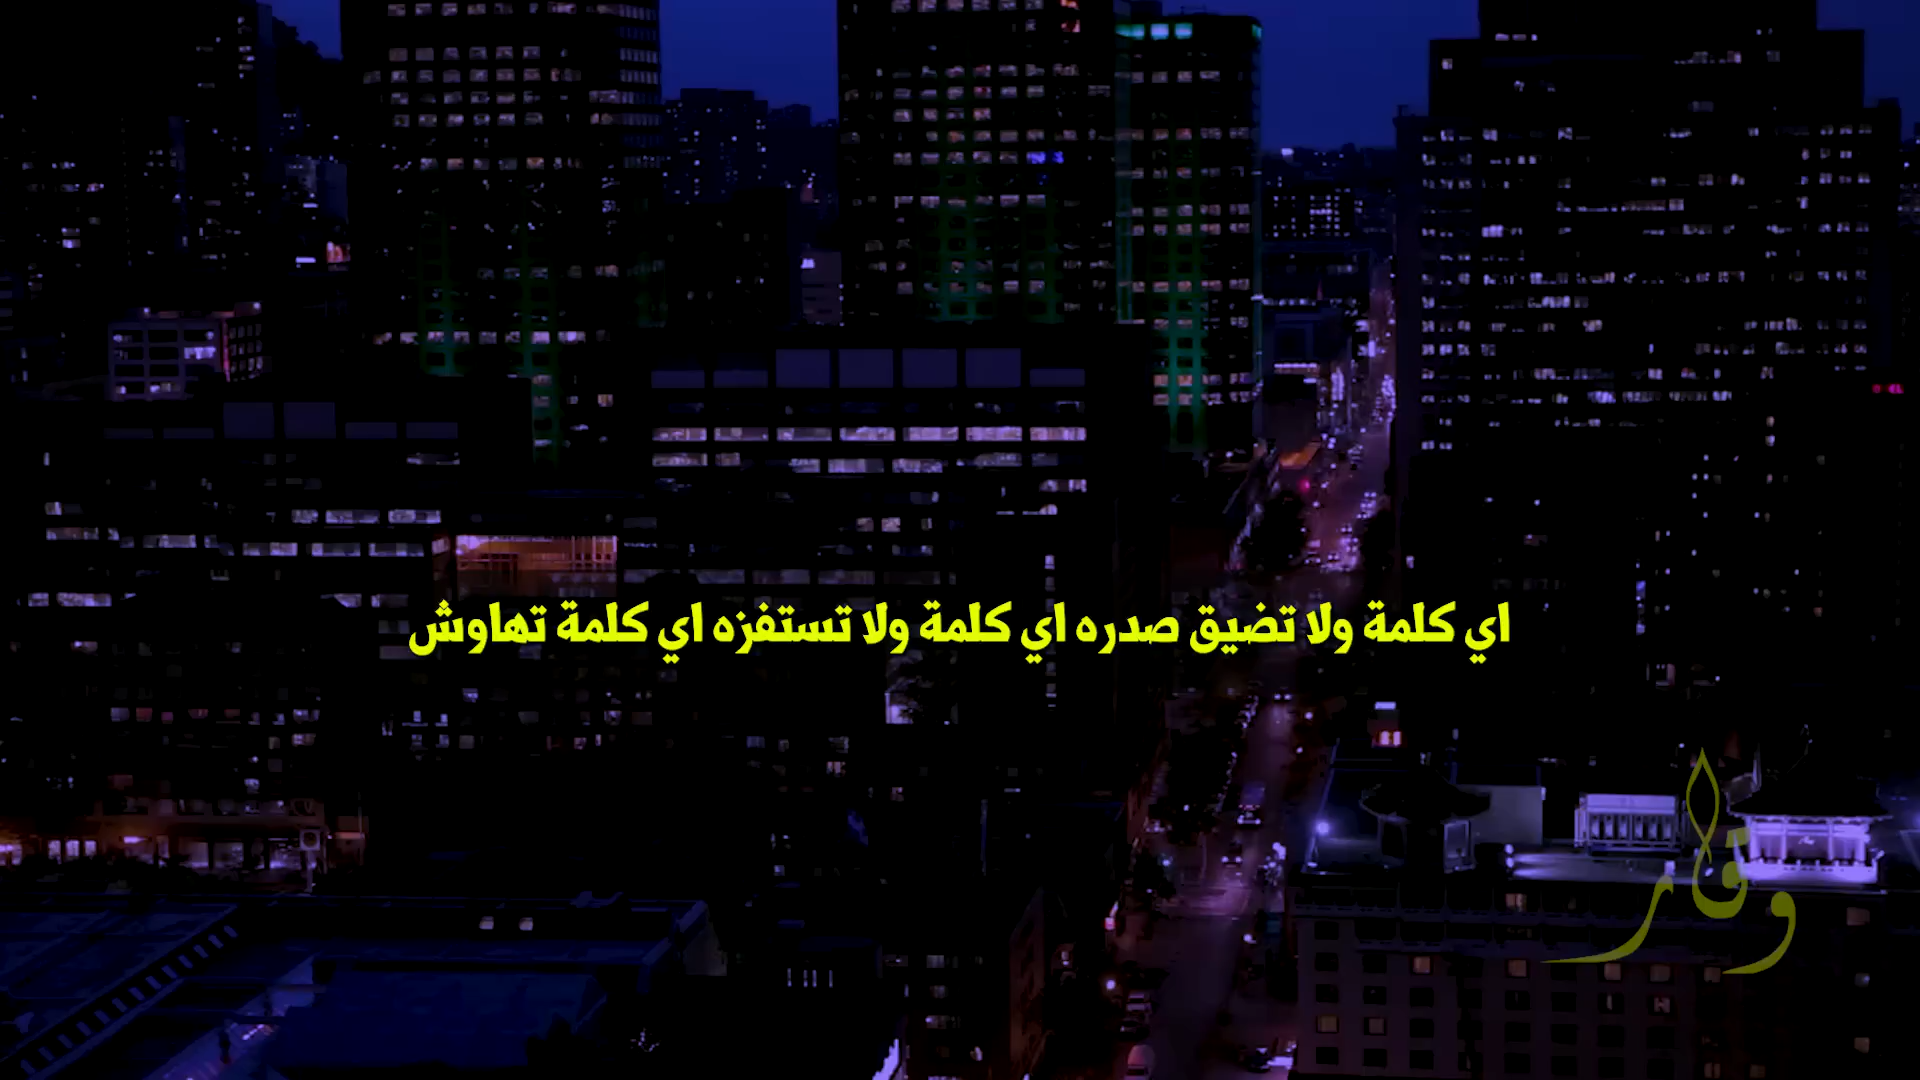 اي كلمة ولا تضيق صدره اي كلمة ولا تستفزه اي كلمة تهاوش
وقار